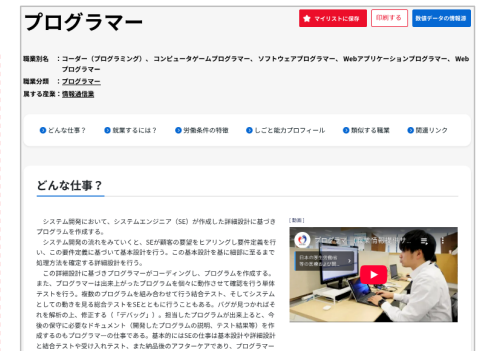 プログラマー
マイリストに保存
印刷する
数値データの情報源
職業別名 ：コーダー（プログラミング）、 コンピュータゲームプログラマー、 ソフトウェアプログラマー、 Webアプリケーションプログラマー、 Web
プログラマー
職業分類 ：プログラマー
属する産業：情報通信業
どんな仕事？
就業するには？
労働条件の特徴
しごと能力プロフィール
類似する職業
関連リンク
どんな仕事？
システム開発において、システムエンジニア（SE）が作成した詳細設計に基づき
プログラムを作成する。
システム開発の流れをみていくと、SEが顧客の要望をヒアリングし要件定義を行
い、この要件定義に基づいて基本設計を行う。この基本設計を基に細部に至るまで
処理方法を確定する詳細設計を行う。
この詳細設計に基づきプログラマーがコーディングし、プログラムを作成する。
また、プログラマーは出来上がったプログラムを個々に動作させて確認を行う単体
テストを行う。複数のプログラムを組み合わせて行う結合テスト、そしてシステム
としての動きを見る総合テストをSEとともに行うこともある。バグが見つかればそ
れを解析の上、修正する（「デバッグ」）。担当したプログラムが出来上ると、今
後の保守に必要なドキュメント（開発したプログラムの説明、テスト結果等）を作
成するのもプログラマーの仕事である。基本的にはSEの仕事は基本設計や詳細設計
と結合テストや受け入れテスト、また納品後のアフターケアであり、プログラマー
［動画］
プログラマー/職業情報提供サ...
日本の厚生労働省